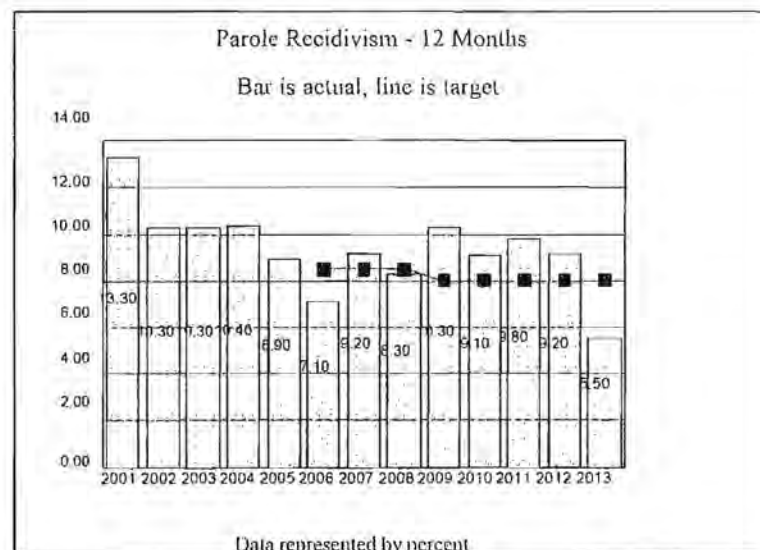 Parole Recidivism - 12 Months
Bar is actual, line is target
14.00
12.00
10.00
8.00
6.00
4.00
2.00
0.00
13.30 10.30 10.30 10.40 8.90 7.10 9.20 8.30 10.30 9.10 9.80 9.20 5.50
2001 2002 2003 2004 2005 2006 2007 2008 2009 2010 2011 2012 2013
Data represented by percent